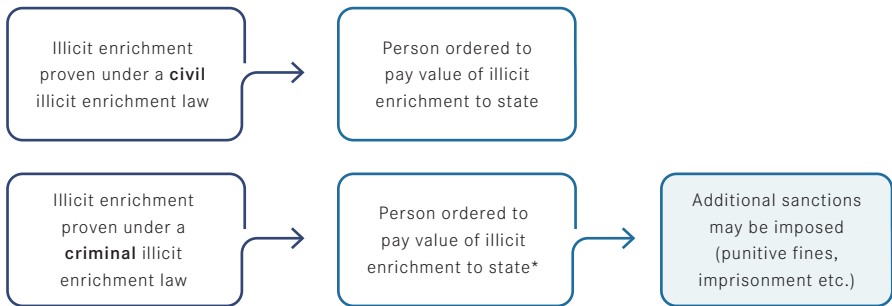 Illicit enrichment
proven under a civil
illicit enrichment law
Person ordered to
pay value of illicit
enrichment to state
Illicit enrichment
proven under a
criminal illicit
enrichment law
Person ordered to
pay value of illicit
enrichment to state*
Additional sanctions
may be imposed
(punitive fines,
imprisonment etc.)